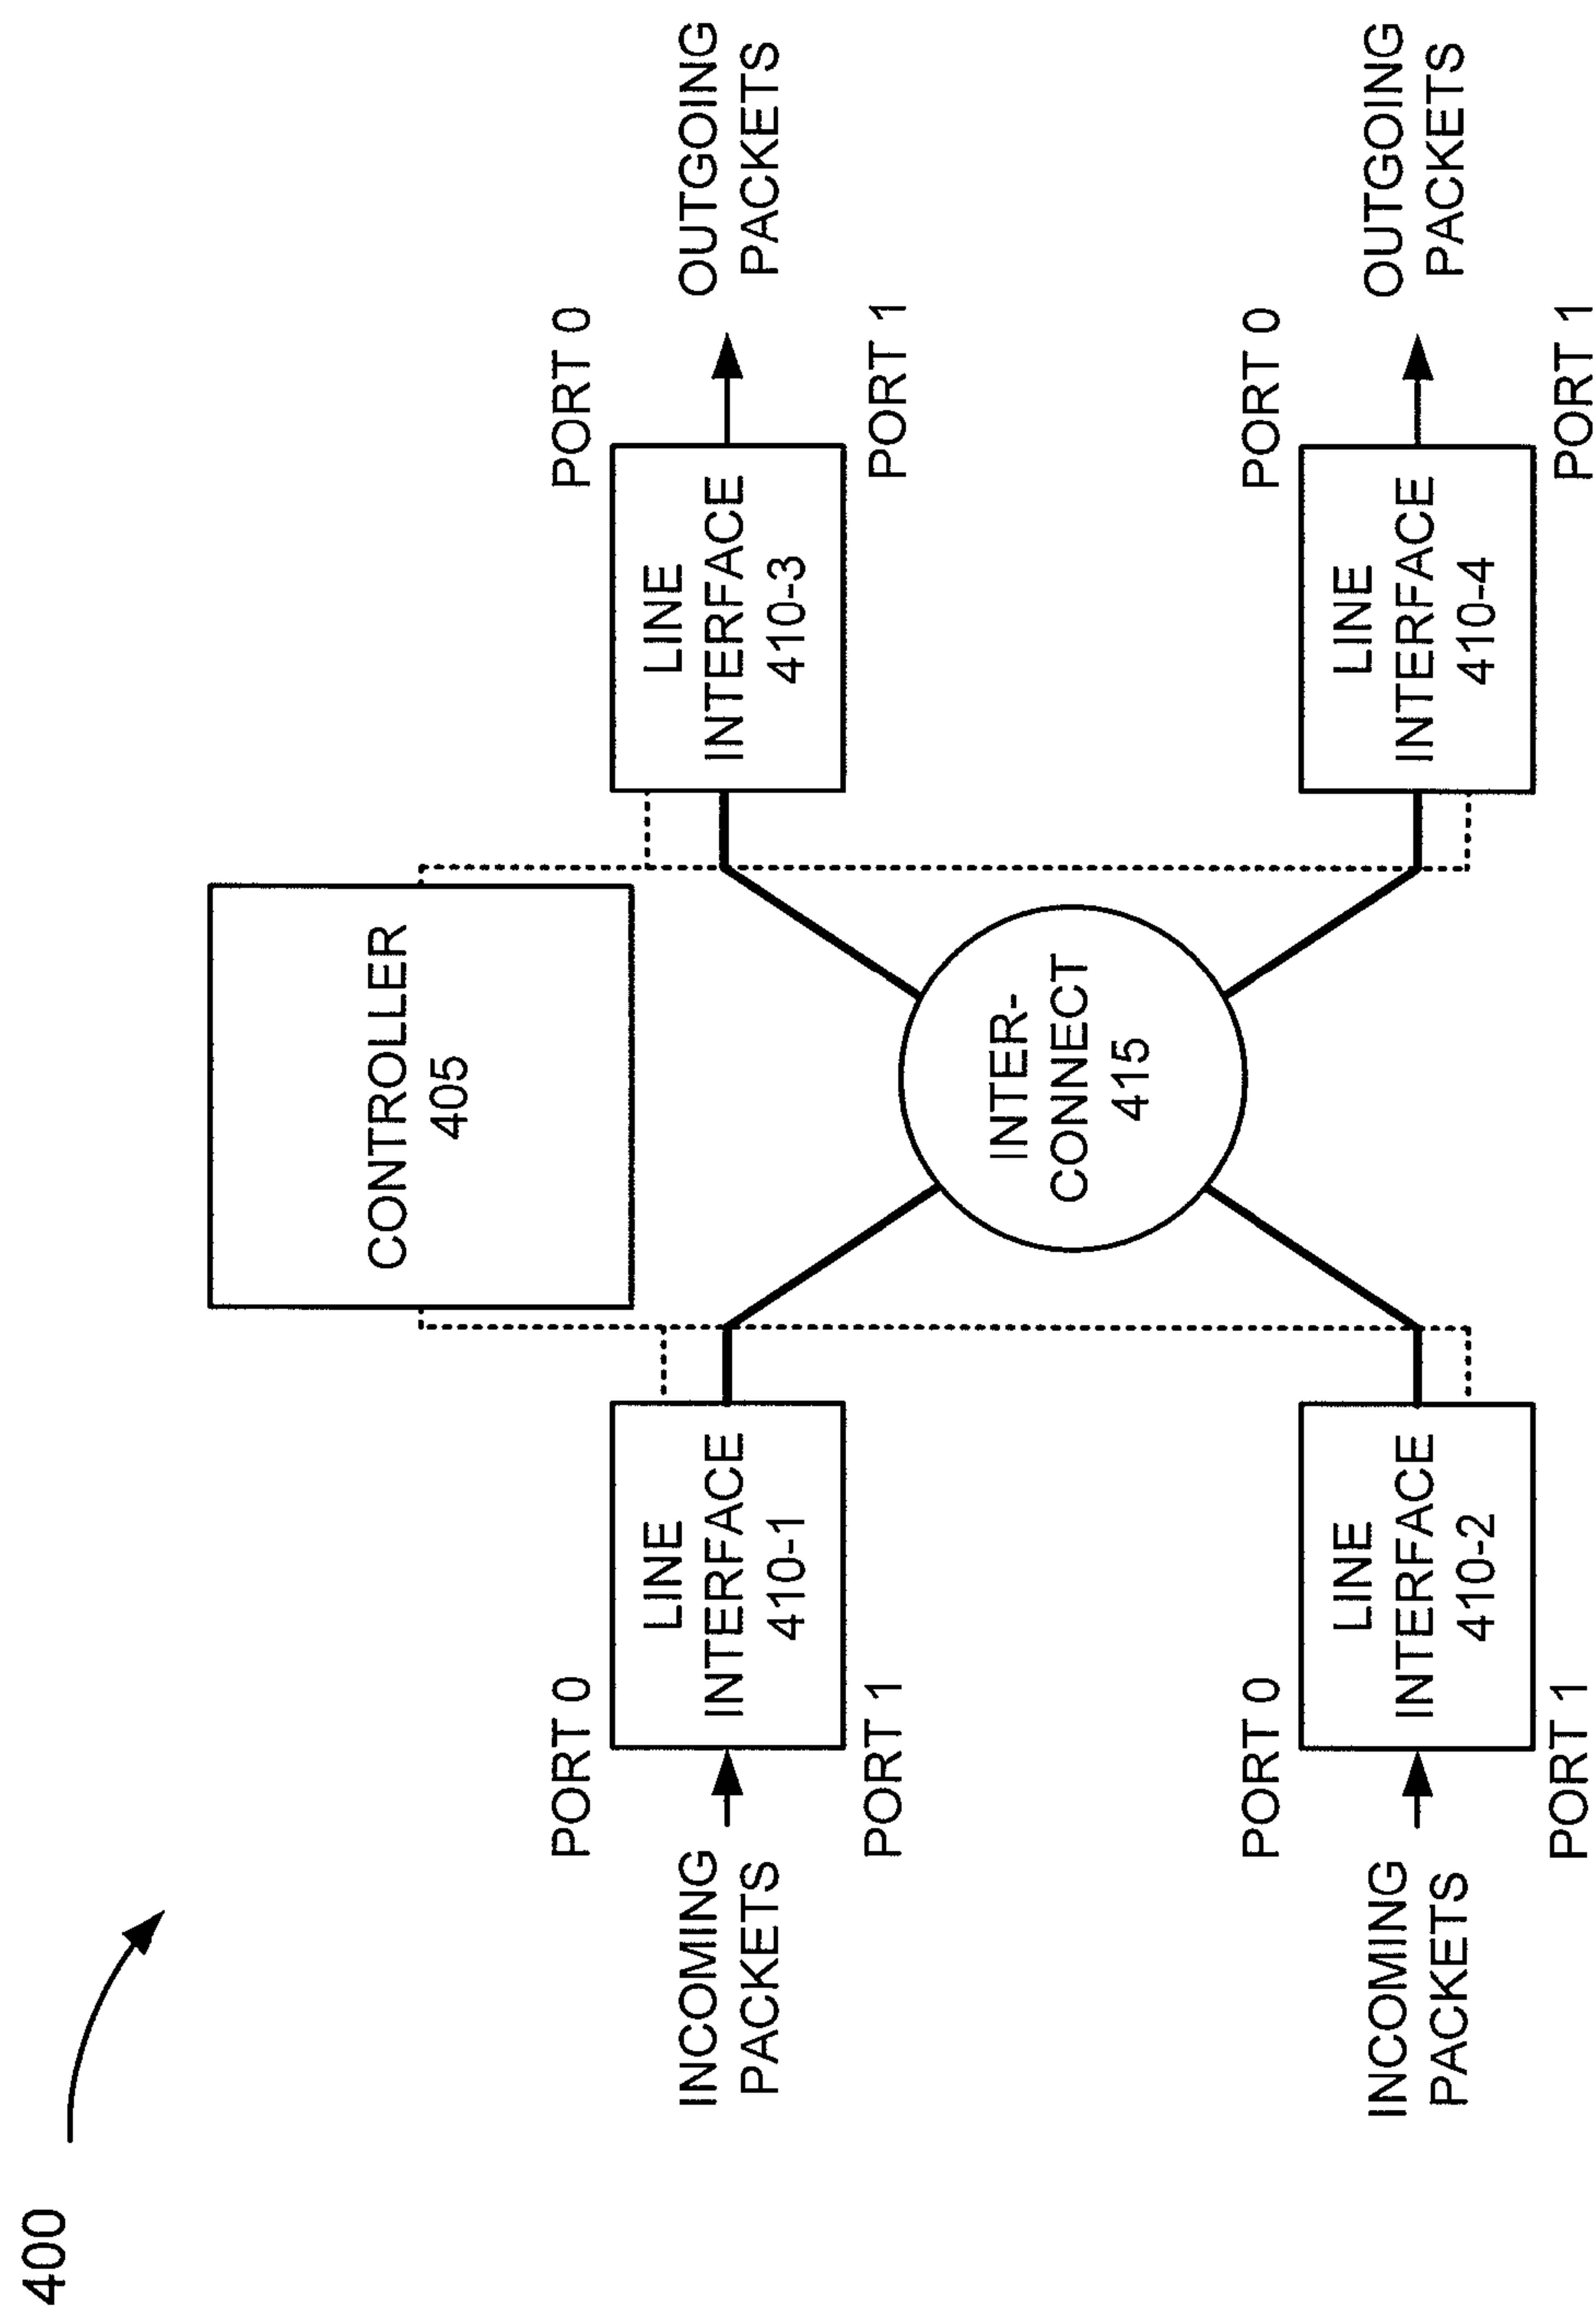 400
CONTROLLER
405
PORT 0
INCOMING
PACKETS
LINE
INTERFACE
410-1
PORT 1
PORT 0
LINE
INTERFACE
410-3
OUTGOING
PACKETS
PORT 1
INTER-
CONNECT
415
PORT 0
INCOMING
PACKETS
LINE
INTERFACE
410-2
PORT 1
PORT 0
LINE
INTERFACE
410-4
OUTGOING
PACKETS
PORT 1